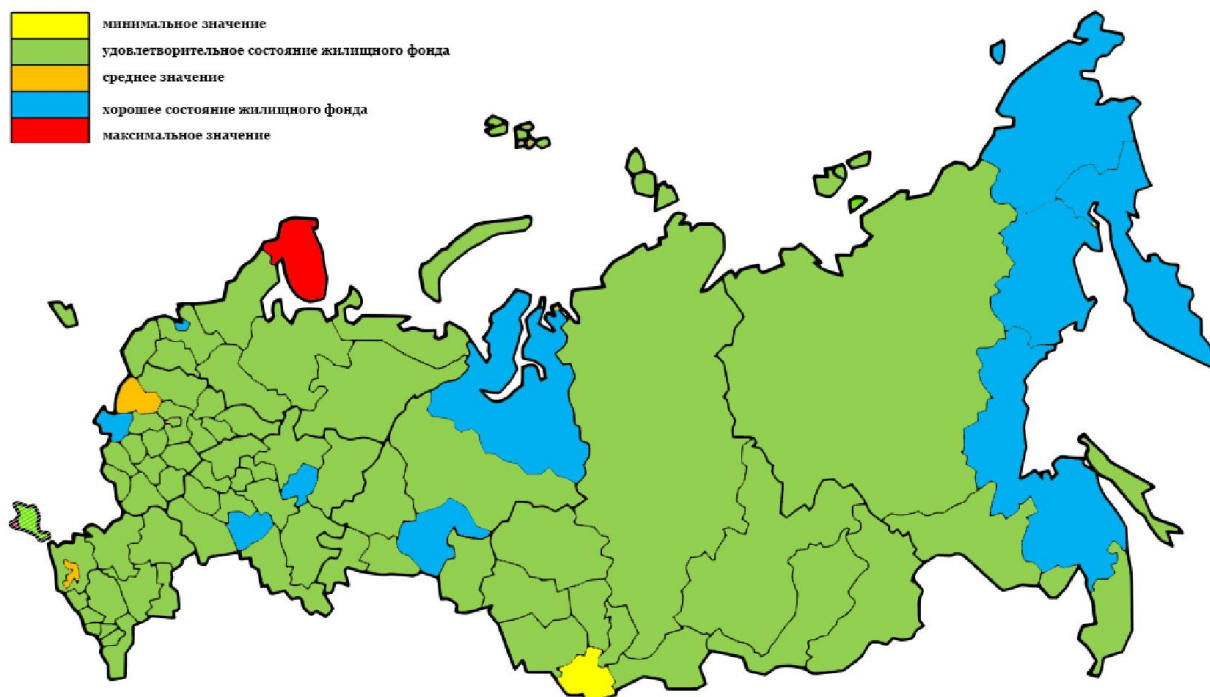 минимальное значение
удовлетворительное состояние жилищного фонда
среднее значение
хорошее состояние жилищного фонда
максимальное значение